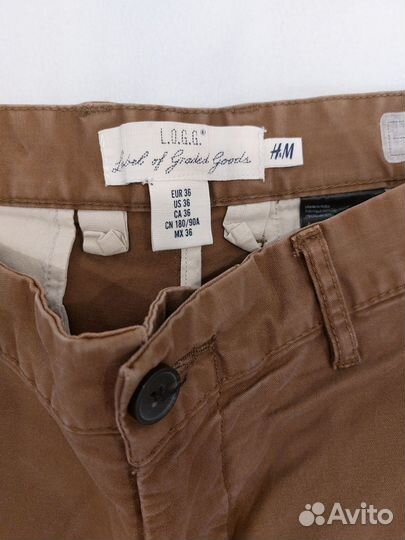 L.O.G.G.®
Label of Graded Goods
H&M
EUR 36
US 36
CA 36
CN 180/90A
MX 36
Avito